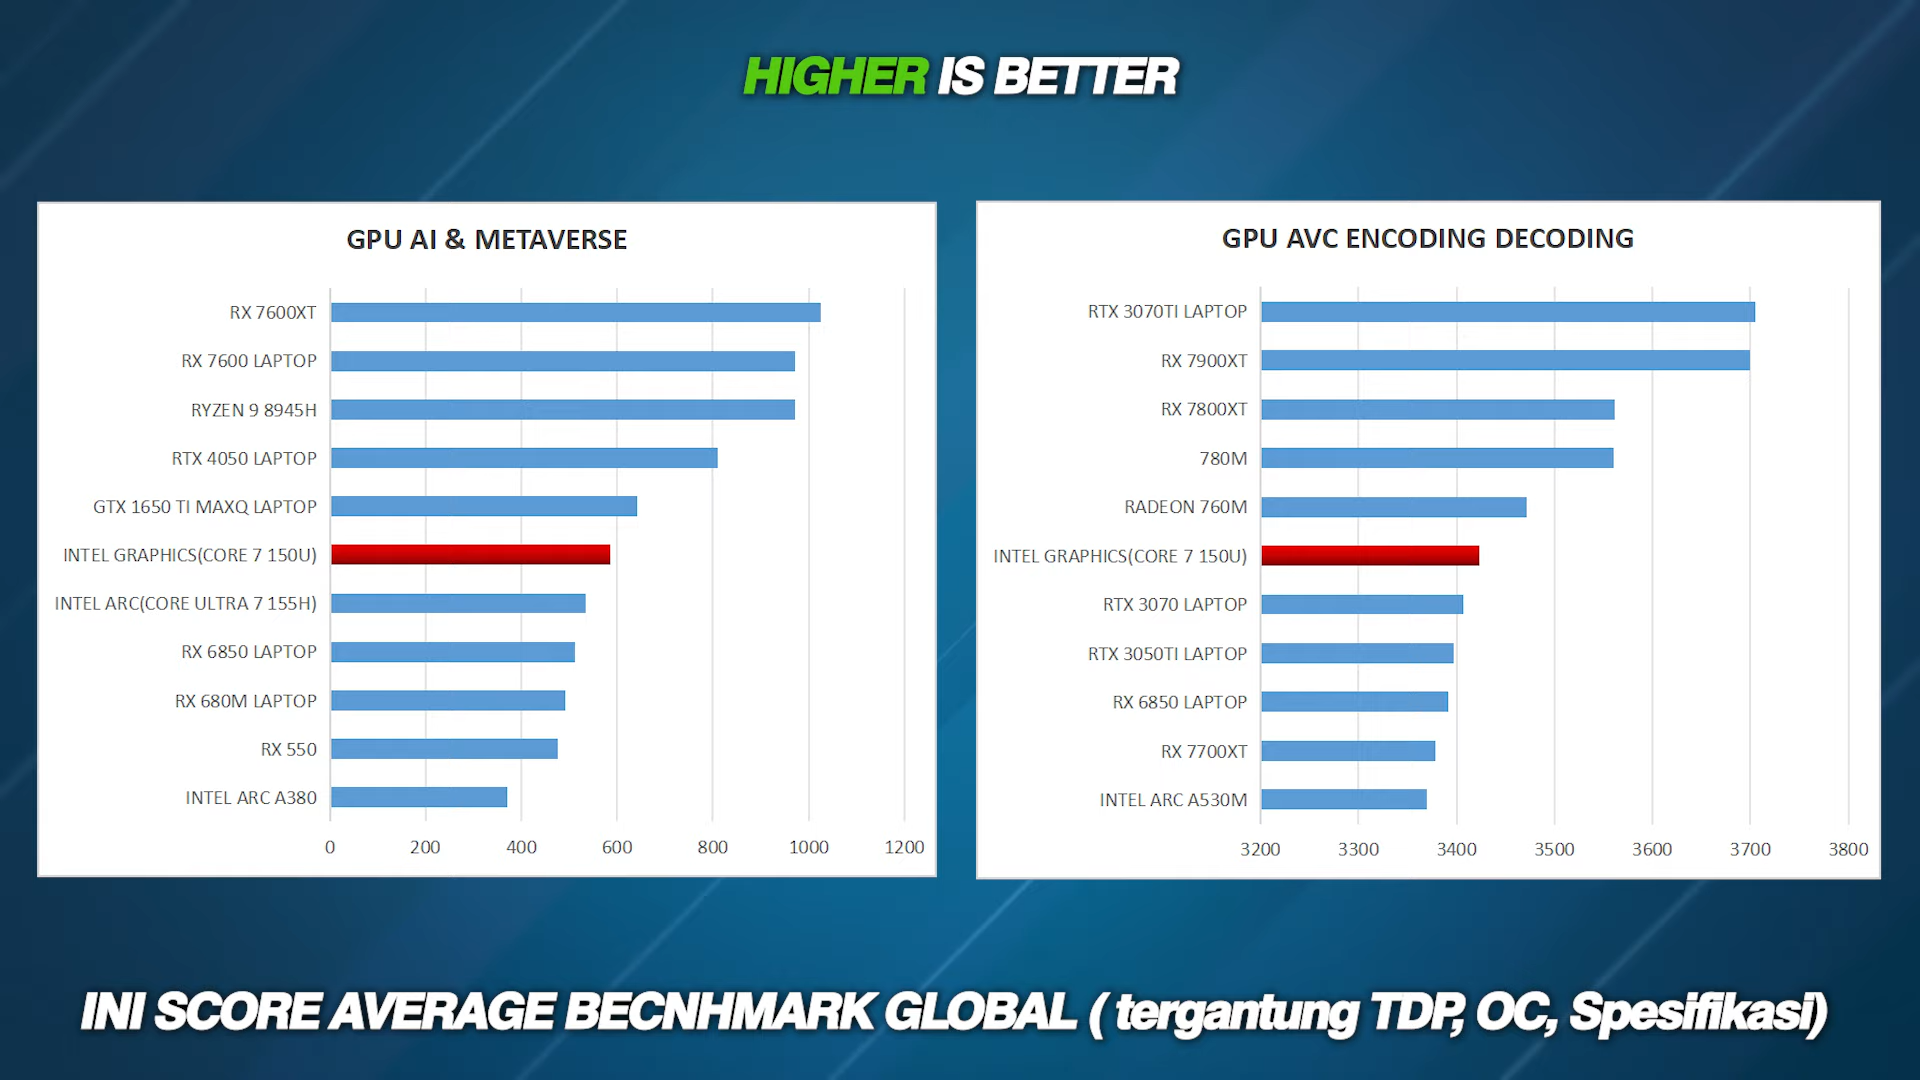 HIGHER IS BETTER
GPU AI & METAVERSE
RX 7600XT
RX 7600 LAPTOP
RYZEN 9 8945H
RTX 4050 LAPTOP
GTX 1650 TI MAXQ LAPTOP
INTEL GRAPHICS(CORE 7 150U)
INTEL ARC(CORE ULTRA 7 155H)
RX 6850 LAPTOP
RX 680M LAPTOP
RX 550
INTEL ARC A380
0 200 400 600 800 1000 1200
GPU AVC ENCODING DECODING
RTX 3070TI LAPTOP
RX 7900XT
RX 7800XT
780M
RADEON 760M
INTEL GRAPHICS(CORE 7 150U)
RTX 3070 LAPTOP
RTX 3050TI LAPTOP
RX 6850 LAPTOP
RX 7700XT
INTEL ARC A530M
3200 3300 3400 3500 3600 3700 3800
INI SCORE AVERAGE BECNHMARK GLOBAL ( tergantung TDP, OC, Spesifikasi)